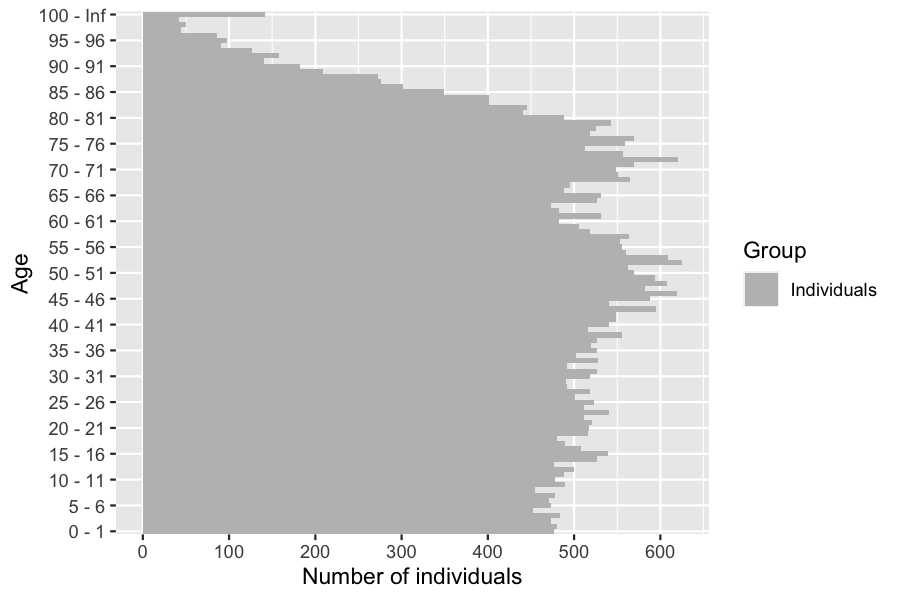 100 - Inf
95 - 96
90 - 91
85 - 86
80 - 81
75 - 76
70 - 71
65 - 66
60 - 61
55 - 56
50 - 51
45 - 46
40 - 41
35 - 36
30 - 31
25 - 26
20 - 21
15 - 16
10 - 11
5 - 6
0 - 1
Age
0 100 200 300 400 500 600
Number of individuals
Group
Individuals